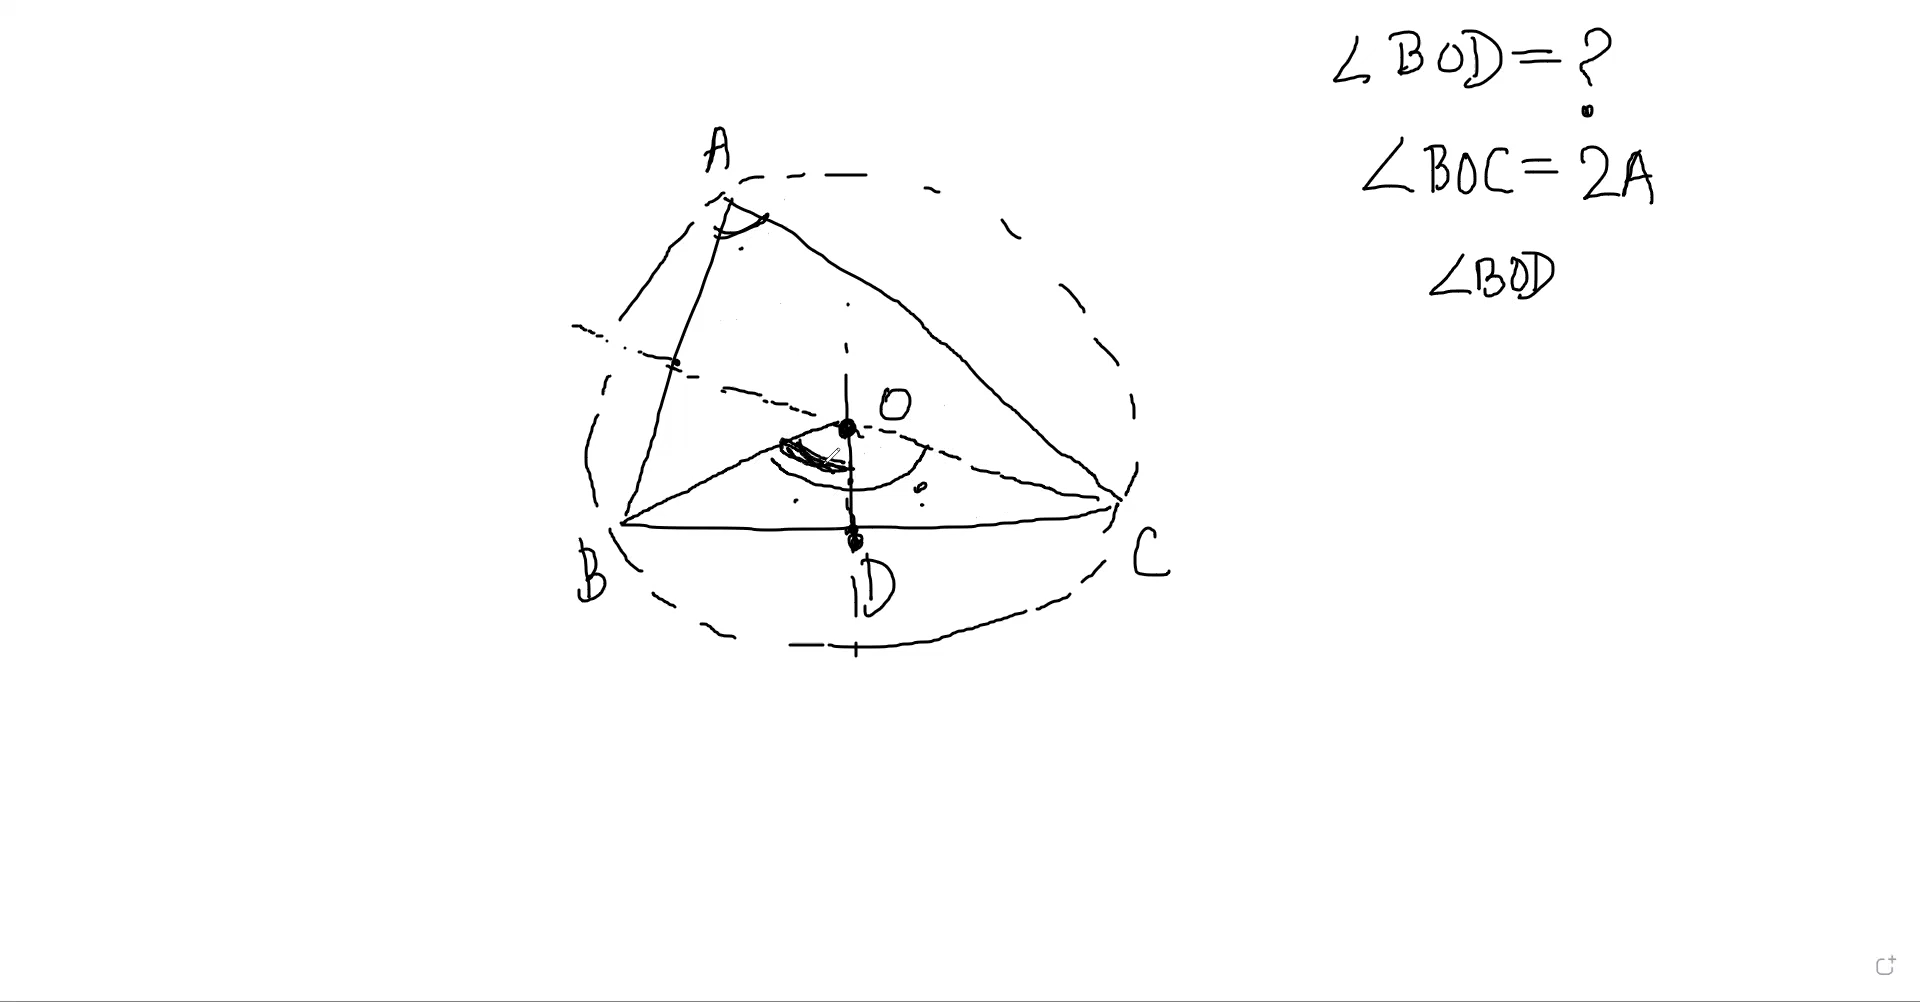 ∠BOD = ?
∠BOC = 2A
∠BOD
A
O
B
D
C